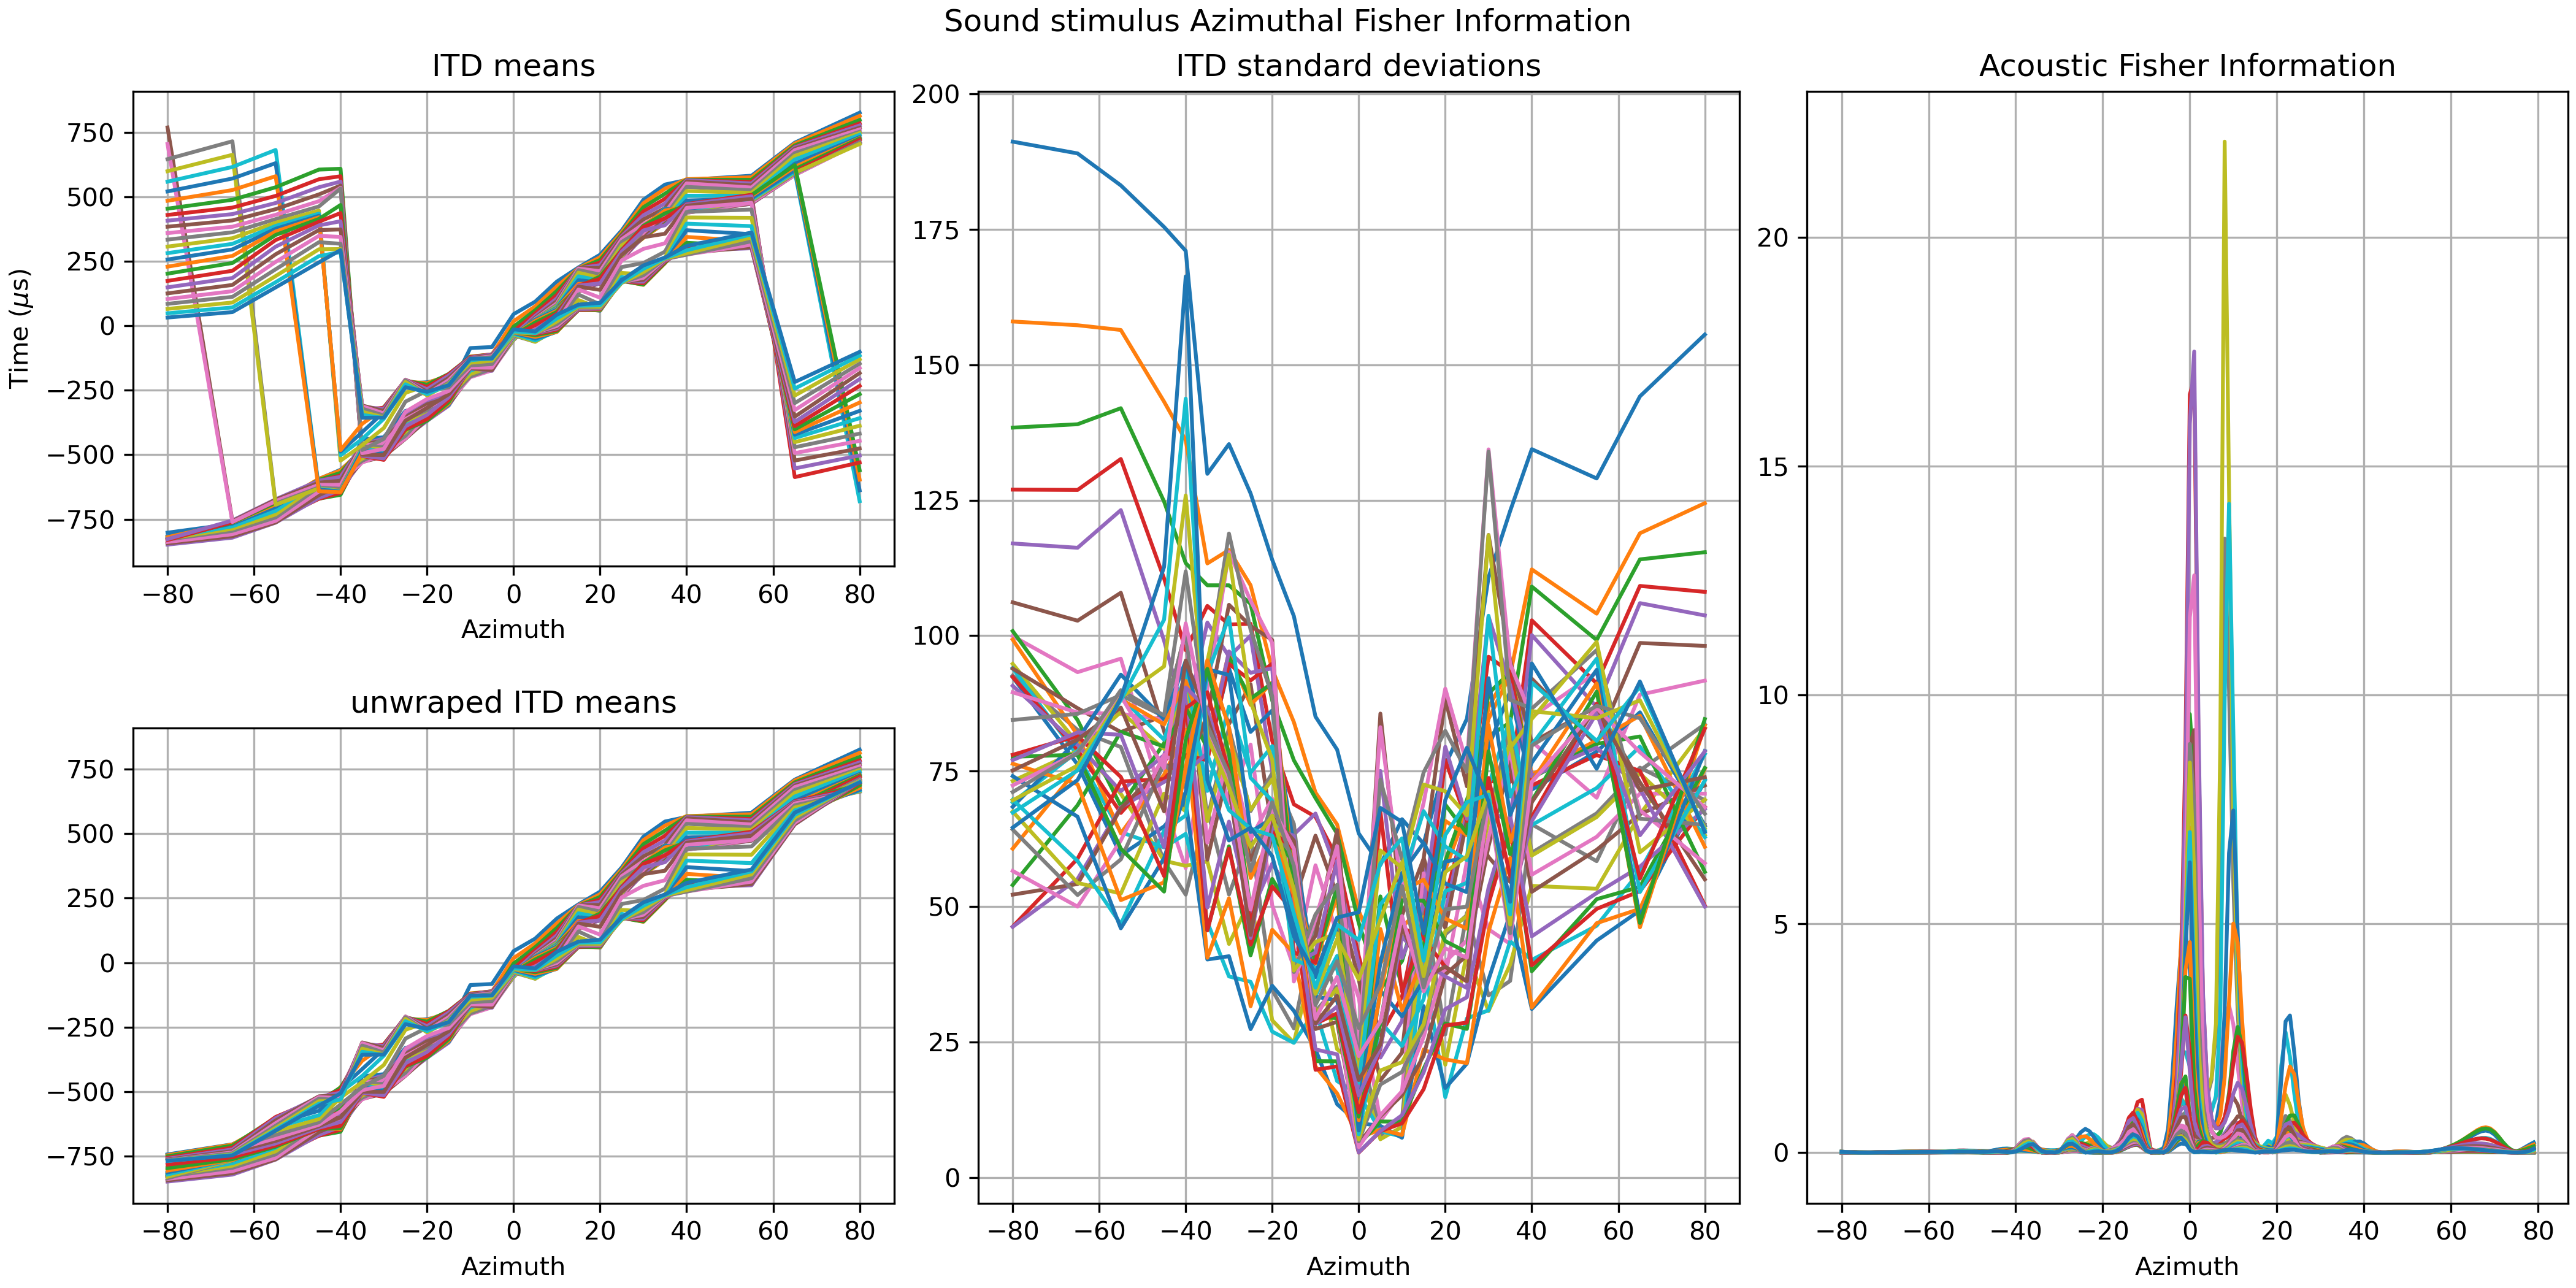 Sound stimulus Azimuthal Fisher Information
ITD means
Time (μs)
750
500
250
0
−250
−500
−750
−80 −60 −40 −20 0 20 40 60 80
Azimuth
unwraped ITD means
750
500
250
0
−250
−500
−750
−80 −60 −40 −20 0 20 40 60 80
Azimuth
ITD standard deviations
200
175
150
125
100
75
50
25
0
−80 −60 −40 −20 0 20 40 60 80
Azimuth
Acoustic Fisher Information
20
15
10
5
0
−80 −60 −40 −20 0 20 40 60 80
Azimuth